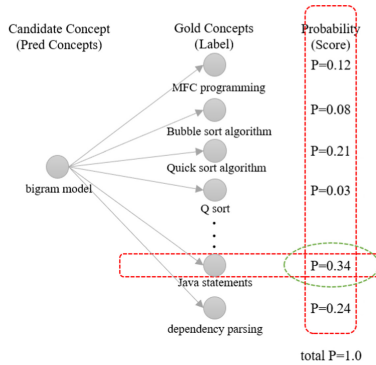 Candidate Concept
(Pred Concepts)
Gold Concepts
(Label)
Probability
(Score)
MFC programming
P=0.12
Bubble sort algorithm
P=0.08
Quick sort algorithm
P=0.21
bigram model
Q sort
P=0.03
Java statements
P=0.34
dependency parsing
P=0.24
total P=1.0